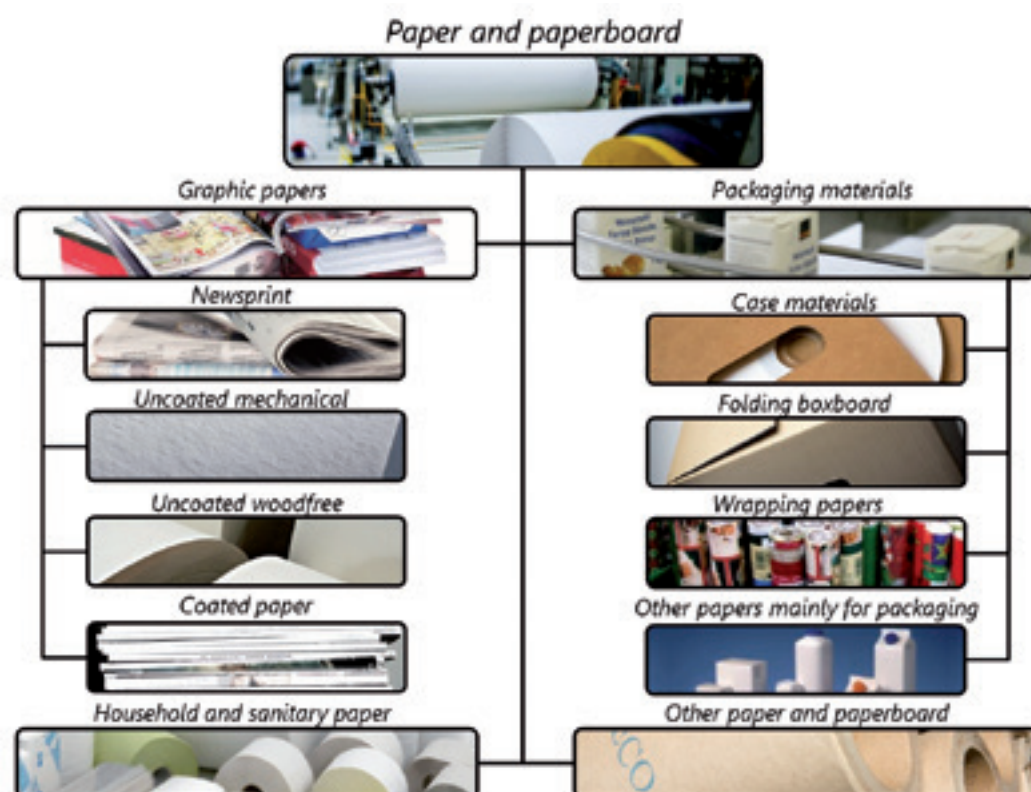 Paper and paperboard
Graphic papers
Packaging materials
Newsprint
Case materials
Uncoated mechanical
Folding boxboard
Uncoated woodfree
Wrapping papers
Coated paper
Other papers mainly for packaging
Household and sanitary paper
Other paper and paperboard